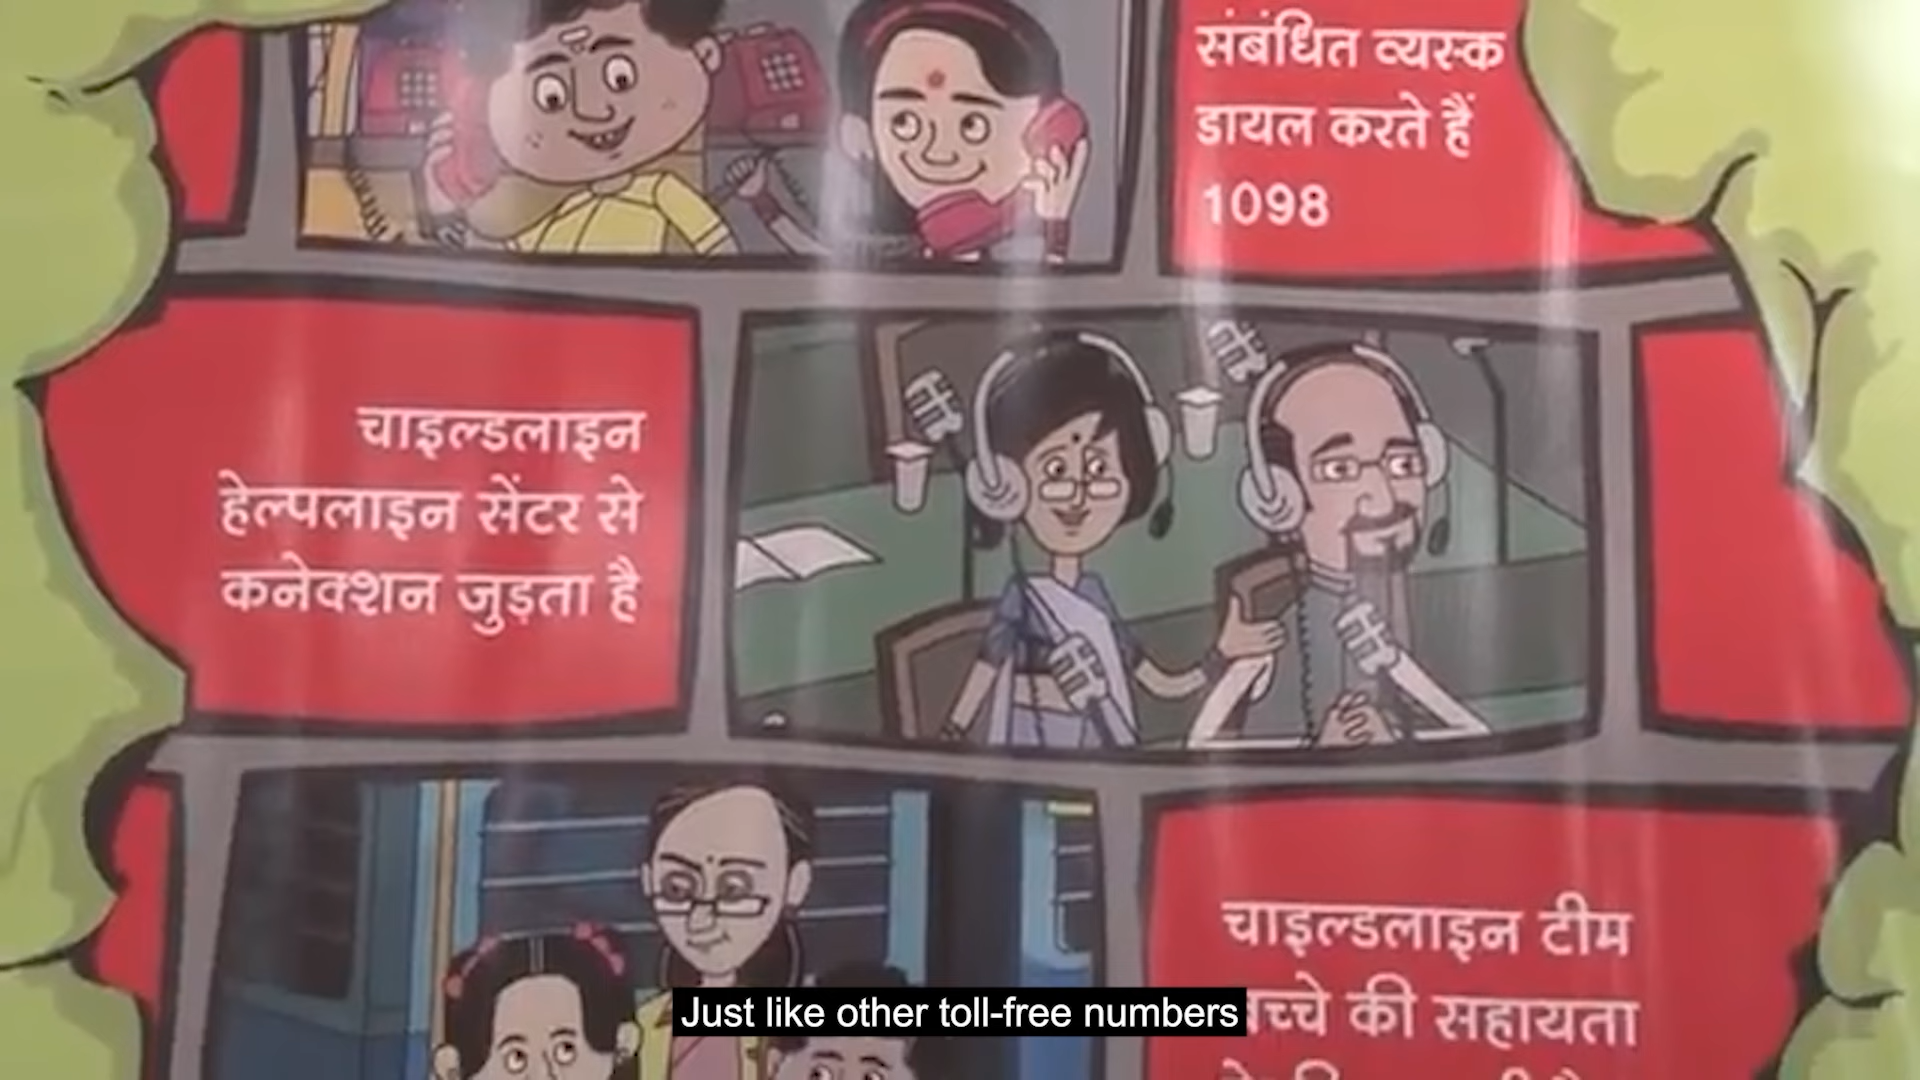 संबंधित व्यस्क
डायल करते हैं
1098
चाइल्डलाइन
हेल्पलाइन सेंटर से
कनेक्शन जुड़ता है
चाइल्डलाइन टीम
बच्चे की सहायता
Just like other toll-free numbers